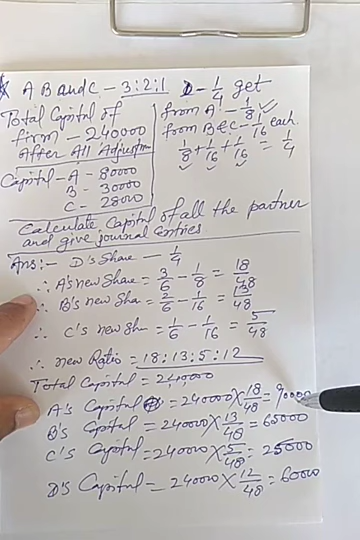 A B and C - 3:2:1 D - 1/4 get
Total Capital of
firm - 240000
After All Adjustm
Capital - A - 80000
B - 30000
C - 28000
from A - 1/8 ✓
from B & C - 1/16 each.
1/8 + 1/16 + 1/16 = 1/4
Calculate Capital of all the partner
and give journal entries
Ans:- D's Share - 1/4
∴ A's new Share = 3/6 - 1/8 = 18/48
∴ B's new Sha = 2/6 - 1/16 = 13/48
∴ C's new Sh = 1/6 - 1/16 = 5/48
∴ new Ratio = 18:13:5:12
Total Capital = 240000
A's Capital = 240000 × 18/48 = 90000
B's Capital = 240000 × 13/48 = 65000
C's Capital = 240000 × 5/48 = 25000
D's Capital = 240000 × 12/48 = 60000